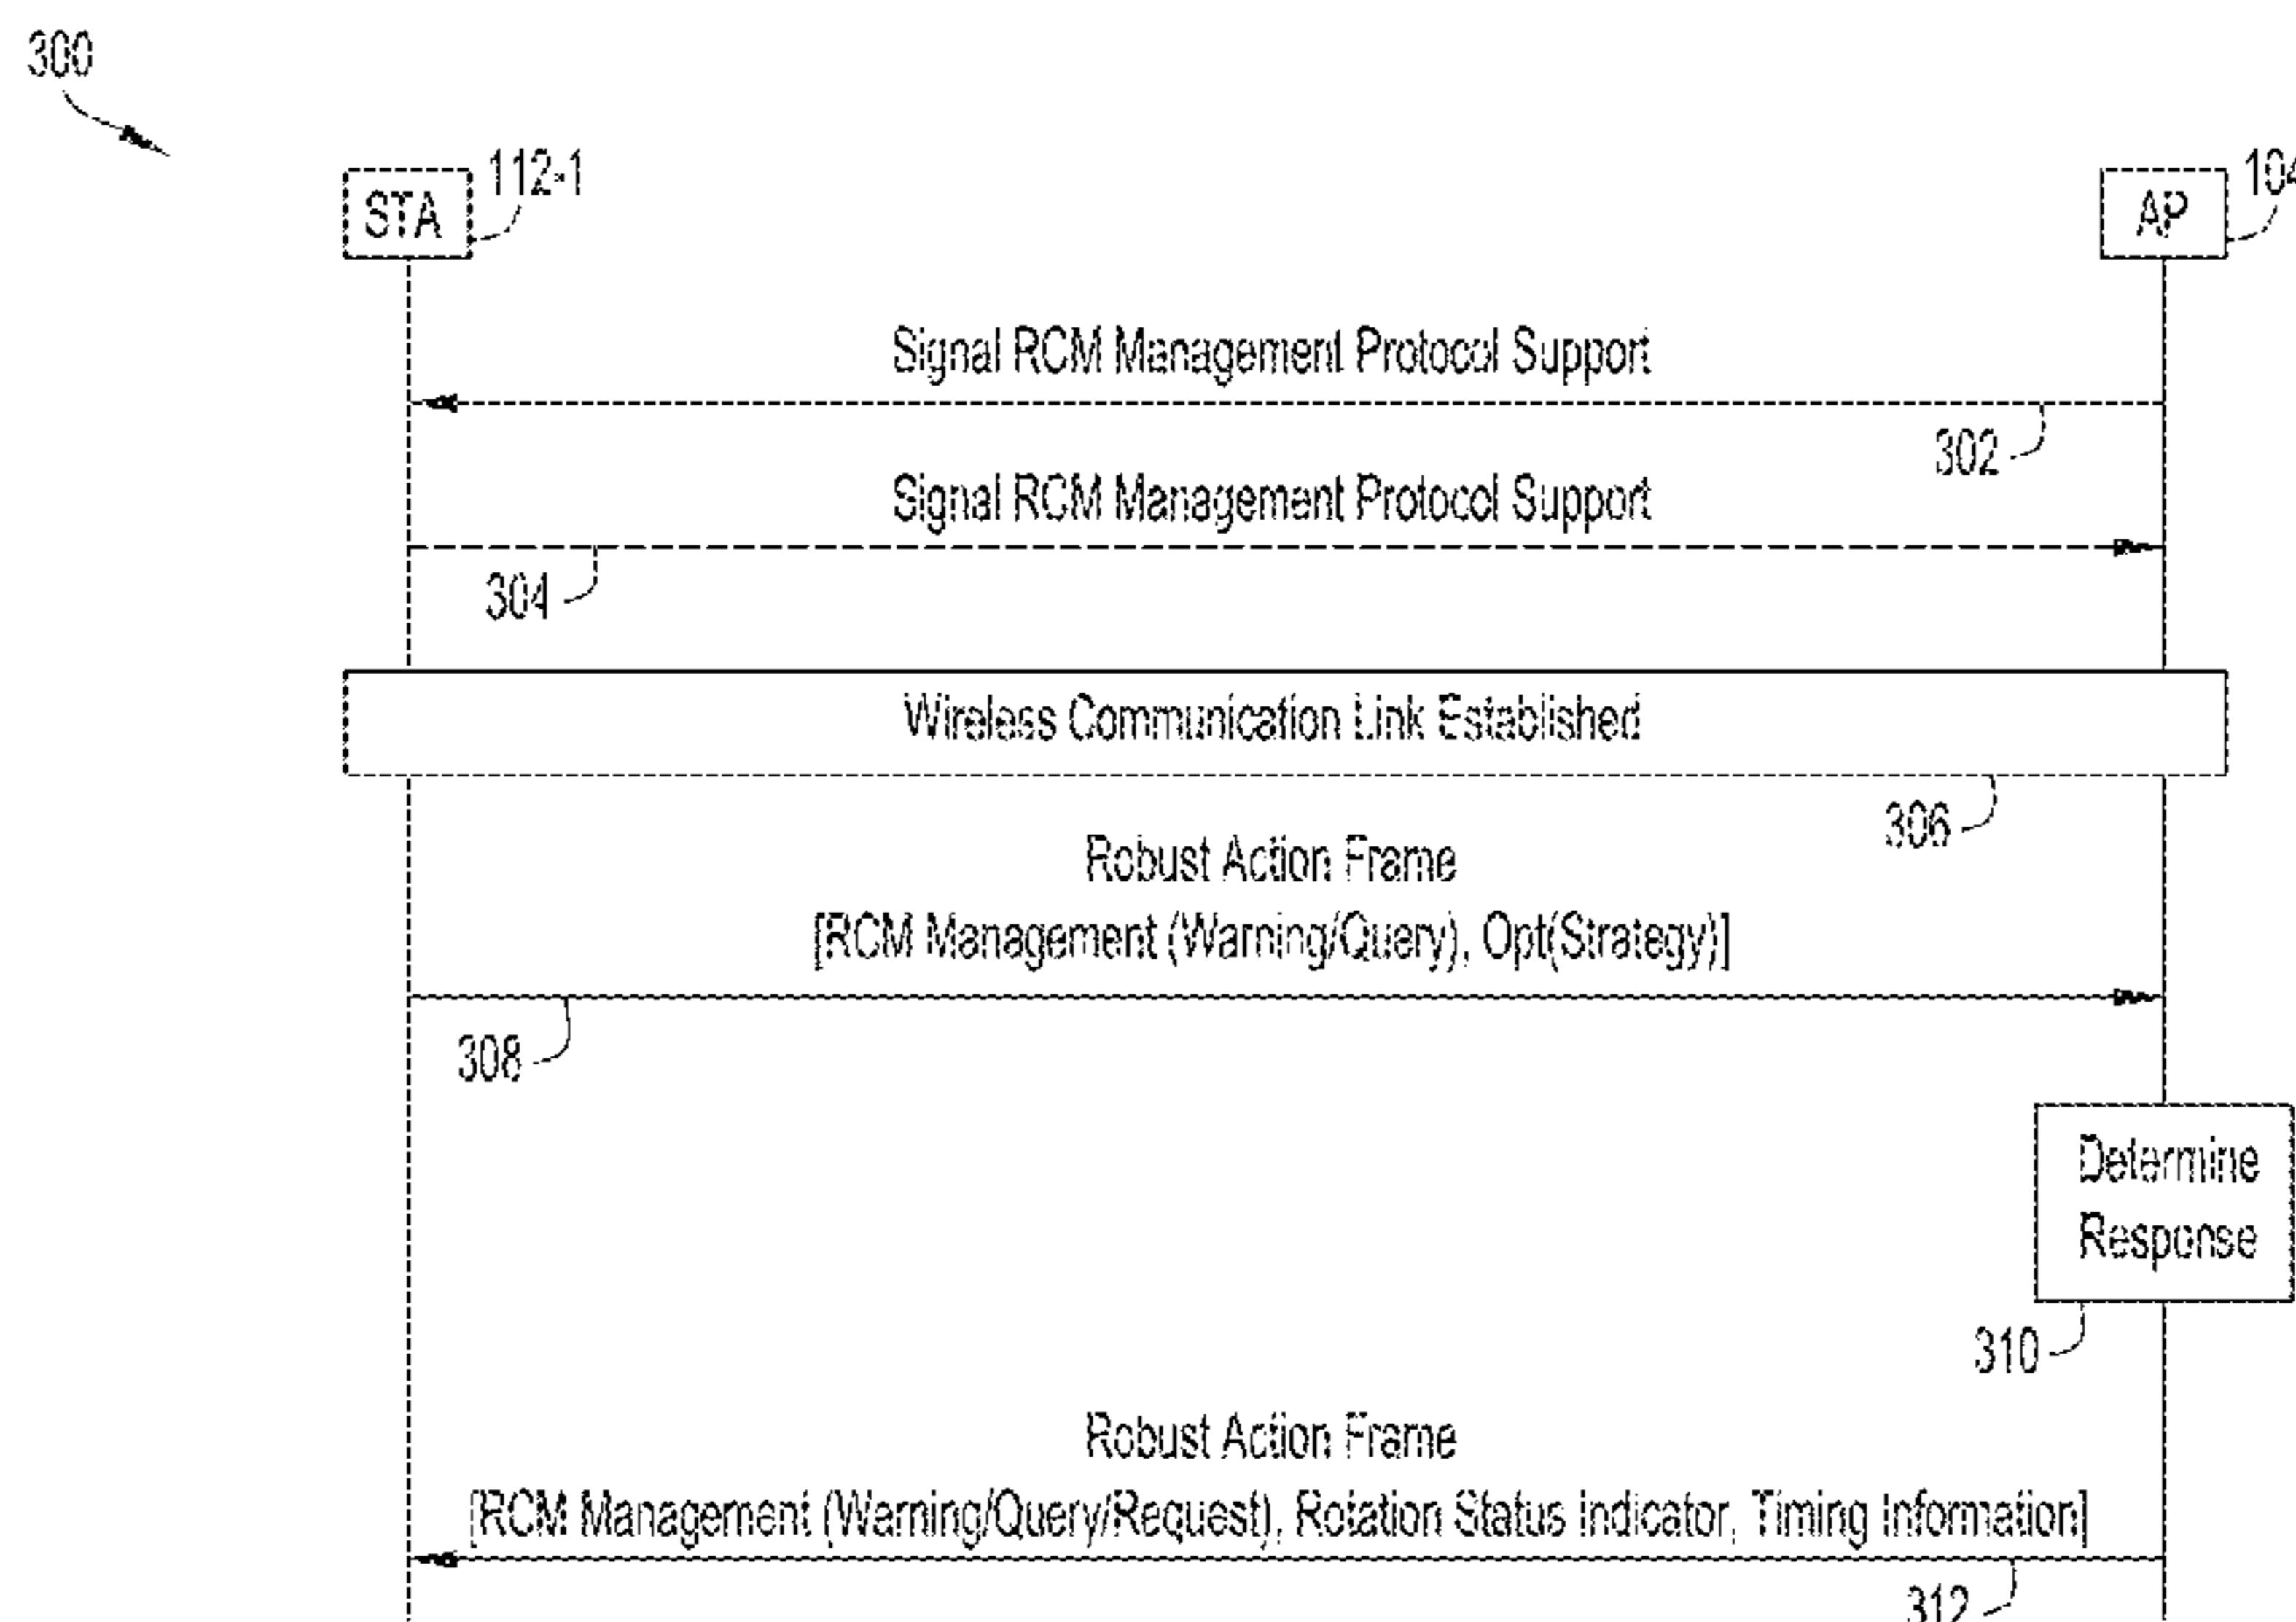 300
STA
112-1
AP
104
Signal RCM Management Protocol Support
302
Signal RCM Management Protocol Support
304
Wireless Communication Link Established
306
Robust Action Frame
[RCM Management (Warning/Query), Opt(Strategy)]
308
Determine
Response
310
Robust Action Frame
[RCM Management (Warning/Query/Request), Rotation Status Indicator, Timing Information]
312